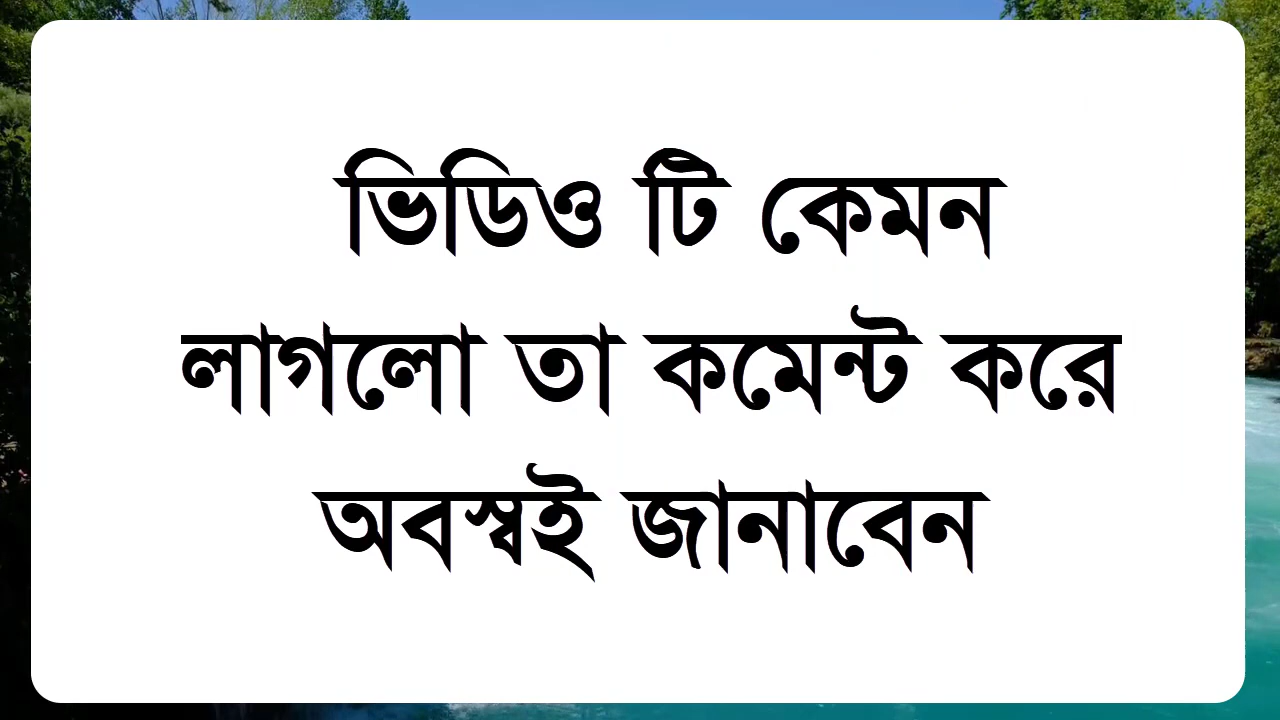 ভিডিও টি কেমন
লাগলো তা কমেন্ট করে
অবস্বই জানাবেন